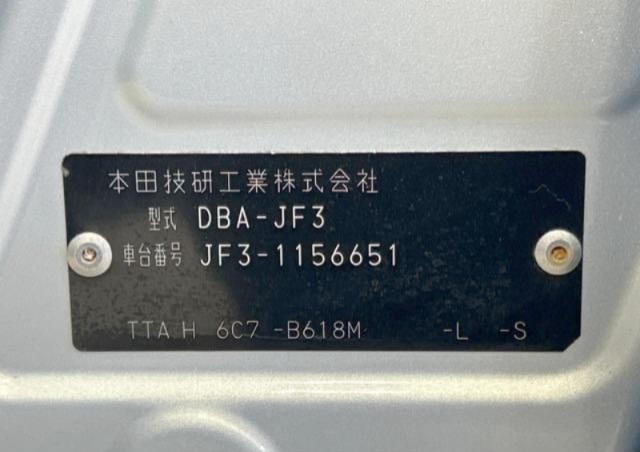 本田技研工業株式会社
型式 DBA-JF3
車台番号 JF3-1156651
TTA H 6C7 -B618M -L -S